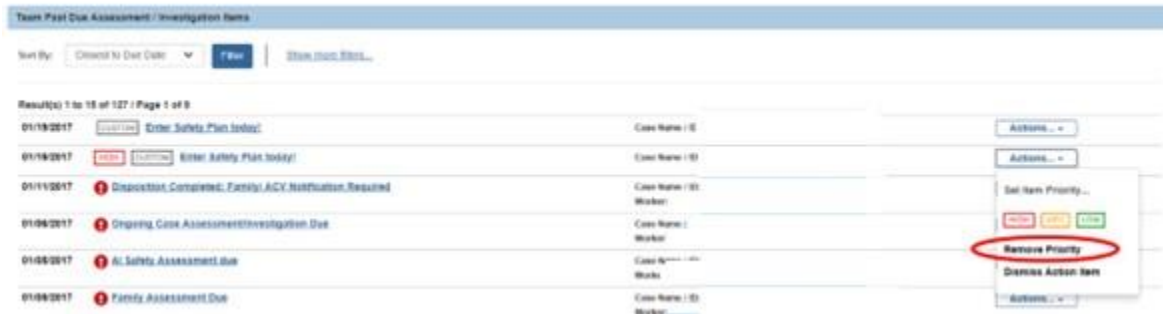 Team Past Due Assessment / Investigation Items
Sort By: Closest to Due Date Filter Show more filters...
Result(s) 1 to 15 of 127 / Page 1 of 9
01/19/2017 CUSTOM Enter Safety Plan today! Case Name / ID Actions...
01/19/2017 HIGH CUSTOM Enter Safety Plan today! Case Name / ID Actions...
01/11/2017 Disposition Completed: Family/ ACV Notification Required Case Name / ID:
Worker:
Set Item Priority...
01/06/2017 Ongoing Case Assessment/Investigation Due Case Name /
Worker
HIGH MED LOW
Remove Priority
01/05/2017 AI: Safety Assessment due Case Name
Worke
Dismiss Action Item
Family Assessment Due Case Name / ID:
Worker:
Actions...